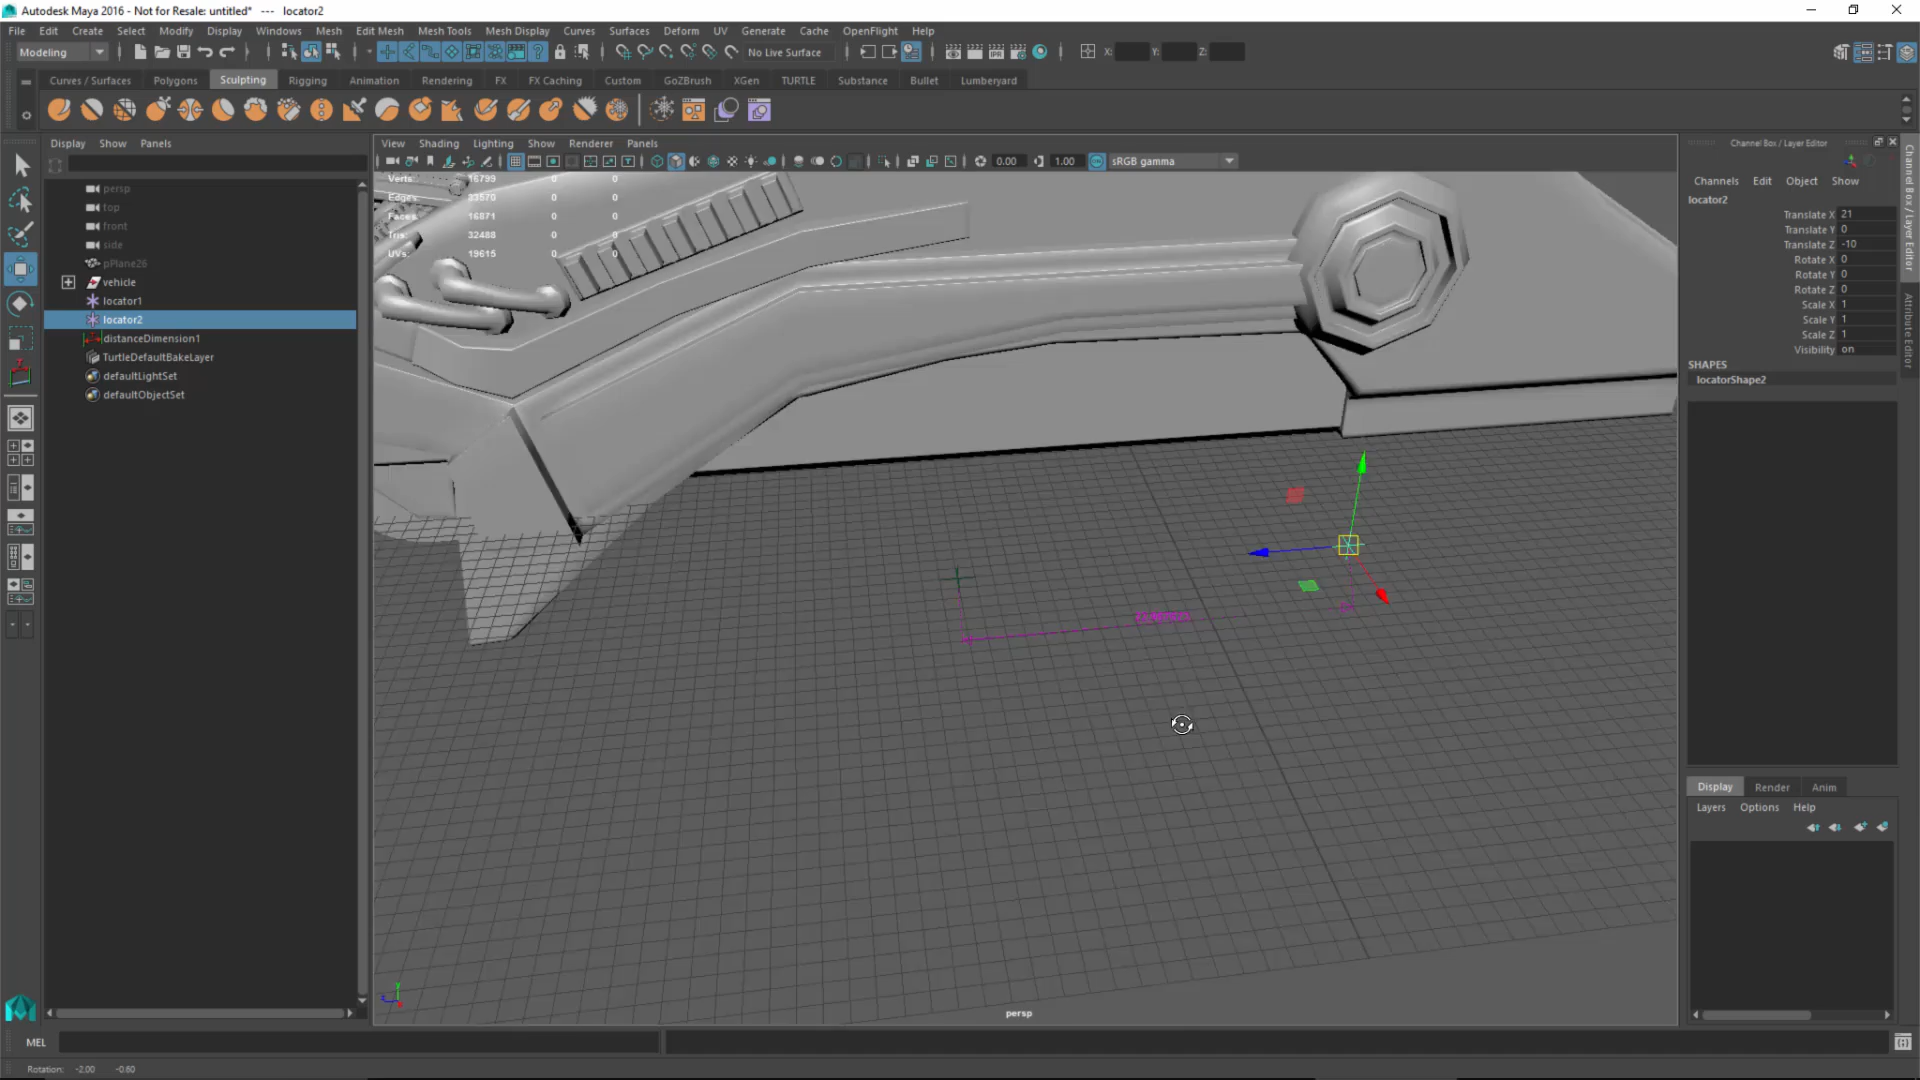 Autodesk Maya 2016 - Not for Resale: untitled* --- locator2
File Edit Create Select Modify Display Windows Mesh Edit Mesh Mesh Tools Mesh Display Curves Surfaces Deform UV Generate Cache OpenFlight Help
Modeling No Live Surface X: Y: Z:
Curves / Surfaces Polygons Sculpting Rigging Animation Rendering FX FX Caching Custom GoZBrush XGen TURTLE Substance Bullet Lumberyard
Display Show Panels
View Shading Lighting Show Renderer Panels
Channel Box / Layer Editor
0.00 1.00 sRGB gamma
Channels Edit Object Show
persp
top
front
side
pPlane26
vehicle
locator1
locator2
distanceDimension1
TurtleDefaultBakeLayer
defaultLightSet
defaultObjectSet
Verts: 16799 0 0
Edges: 33570 0 0
Faces: 16871 0 0
Tris: 32488 0 0
UVs: 19615 0 0
locator2
Translate X 21
Translate Y 0
Translate Z -10
Rotate X 0
Rotate Y 0
Rotate Z 0
Scale X 1
Scale Y 1
Scale Z 1
Visibility on
SHAPES
locatorShape2
Channel Box / Layer Editor
Attribute Editor
Display Render Anim
Layers Options Help
persp
MEL
Rotation: -2.00 -0.60